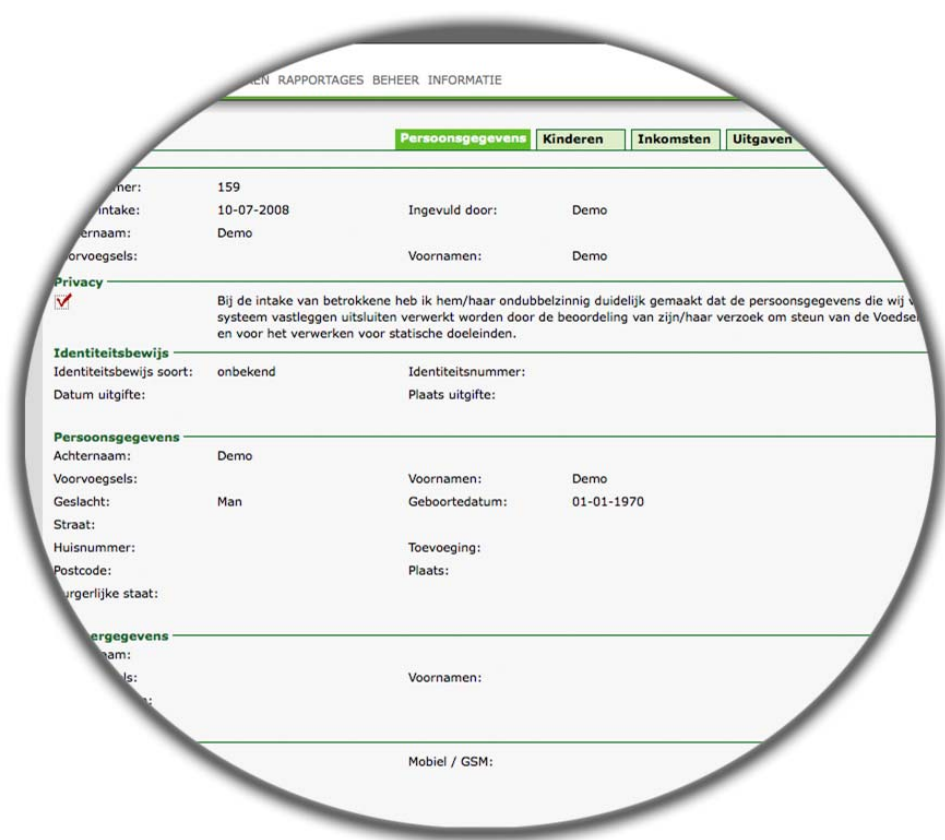 RAPPORTAGES BEHEER INFORMATIE
Persoonsgegevens Kinderen Inkomsten Uitgaven
159
intake: 10-07-2008 Ingevuld door: Demo
Demo
Voornamen: Demo
Privacy
Bij de intake van betrokkene heb ik hem/haar ondubbelzinnig duidelijk gemaakt dat de persoonsgegevens die wij
systeem vastleggen uitsluiten verwerkt worden door de beoordeling van zijn/haar verzoek om steun van de
en voor het verwerken voor statische doeleinden.
Identiteitsbewijs
Identiteitsbewijs soort: onbekend Identiteitsnummer:
Datum uitgifte: Plaats uitgifte:
Persoonsgegevens
Achternaam: Demo
Voorvoegsels: Voornamen: Demo
Geslacht: Man Geboortedatum: 01-01-1970
Straat:
Huisnummer: Toevoeging:
Postcode: Plaats:
staat:
Voornamen:
Mobiel / GSM: